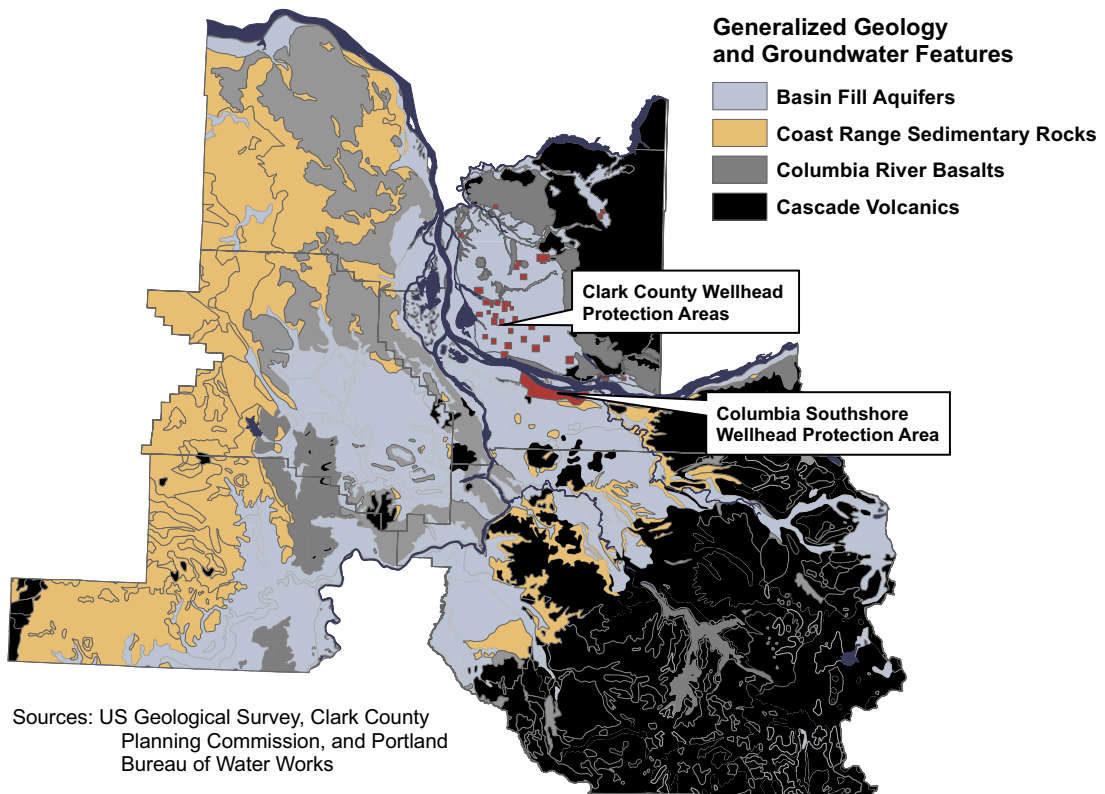 Generalized Geology
and Groundwater Features
Basin Fill Aquifers
Coast Range Sedimentary Rocks
Columbia River Basalts
Cascade Volcanics
Clark County Wellhead
Protection Areas
Columbia Southshore
Wellhead Protection Area
Sources: US Geological Survey, Clark County
Planning Commission, and Portland
Bureau of Water Works